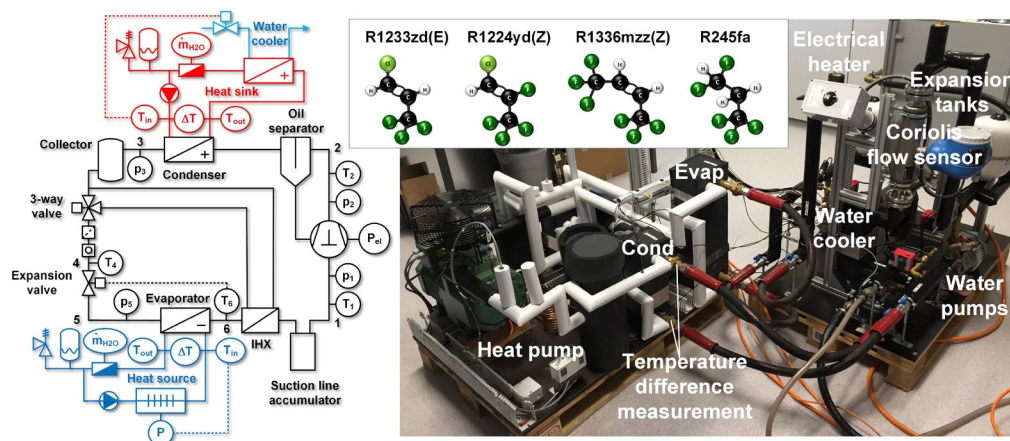 Water
cooler
ṁH2O
Heat sink
Tin
ΔT
Tout
Oil
separator
Collector
3
2
p3
+
+
Condenser
T2
p2
3-way
valve
Pel
4
T4
Expansion
valve
p1
T1
Evaporator
p5
T6
5
6
1
IHX
ṁH2O
Tout
ΔT
Tin
Heat source
Suction line
accumulator
P
R1233zd(E)
R1224yd(Z)
R1336mzz(Z)
R245fa
Cl
H
C
C
H
F
F
F
Cl
H
C
F
C
H
F
F
F
F
F
F
C
H
C
H
F
F
F
H
F
C
H
C
H
F
F
F
Electrical
heater
Expansion
tanks
Coriolis
flow sensor
Evap
Water
cooler
Cond
Water
pumps
Heat pump
Temperature
difference
measurement